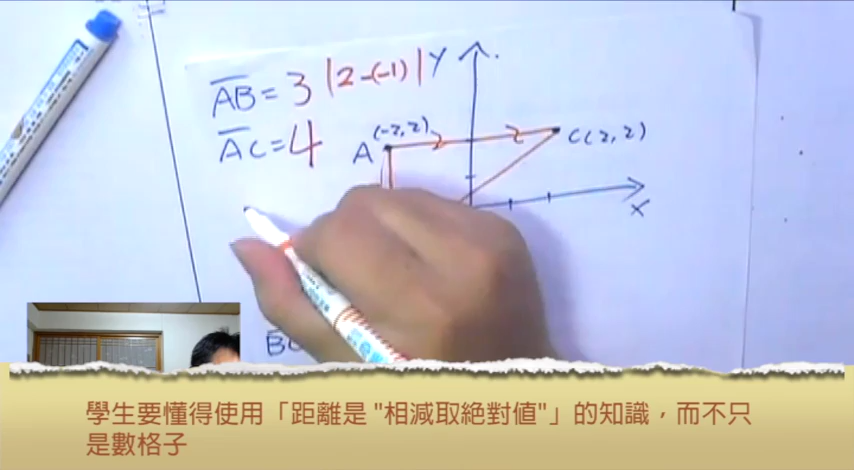 AB = 3 |2-(-1)|
AC = 4
Y
A (-2,2)
2
2
C(2,2)
X
學生要懂得使用「距離是 "相減取絕對值"」的知識,而不只
是數格子